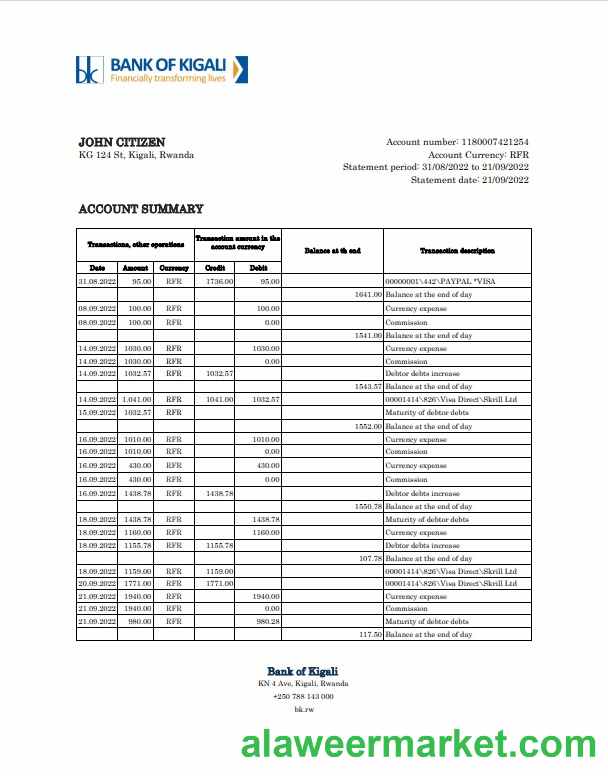 bk BANK OF KIGALI
Financially transforming lives
JOHN CITIZEN
KG 124 St, Kigali, Rwanda
Account number: 1180007421254
Account Currency: RFR
Statement period: 31/08/2022 to 21/09/2022
Statement date: 21/09/2022
ACCOUNT SUMMARY
Transactions, other operations Transaction amount in the account currency Balance at th end Transaction description
Date Amount Currency Credit Debit
31.08.2022 95.00 RFR 1736.00 95.00 00000001\442\PAYPAL *VISA
1641.00 Balance at the end of day
08.09.2022 100.00 RFR 100.00 Currency expense
08.09.2022 100.00 RFR 0.00 Commission
1541.00 Balance at the end of day
14.09.2022 1030.00 RFR 1030.00 Currency expense
14.09.2022 1030.00 RFR 0.00 Commission
14.09.2022 1032.57 RFR 1032.57 Debtor debts increase
1543.57 Balance at the end of day
14.09.2022 1.041.00 RFR 1041.00 1032.57 00001414\826\Visa Direct\Skrill Ltd
15.09.2022 1032.57 RFR Maturity of debtor debts
1552.00 Balance at the end of day
16.09.2022 1010.00 RFR 1010.00 Currency expense
16.09.2022 1010.00 RFR 0.00 Commission
16.09.2022 430.00 RFR 430.00 Currency expense
16.09.2022 430.00 RFR 0.00 Commission
16.09.2022 1438.78 RFR 1438.78 Debtor debts increase
1550.78 Balance at the end of day
18.09.2022 1438.78 RFR 1438.78 Maturity of debtor debts
18.09.2022 1160.00 RFR 1160.00 Currency expense
18.09.2022 1155.78 RFR 1155.78 Debtor debts increase
107.78 Balance at the end of day
18.09.2022 1159.00 RFR 1159.00 00001414\826\Visa Direct\Skrill Ltd
20.09.2022 1771.00 RFR 1771.00 00001414\826\Visa Direct\Skrill Ltd
21.09.2022 1940.00 RFR 1940.00 Currency expense
21.09.2022 1940.00 RFR 0.00 Commission
21.09.2022 980.00 RFR 980.28 Maturity of debtor debts
117.50 Balance at the end of day
Bank of Kigali
KN 4 Ave, Kigali, Rwanda
+250 788 143 000
bk.rw
alaweermarket.com